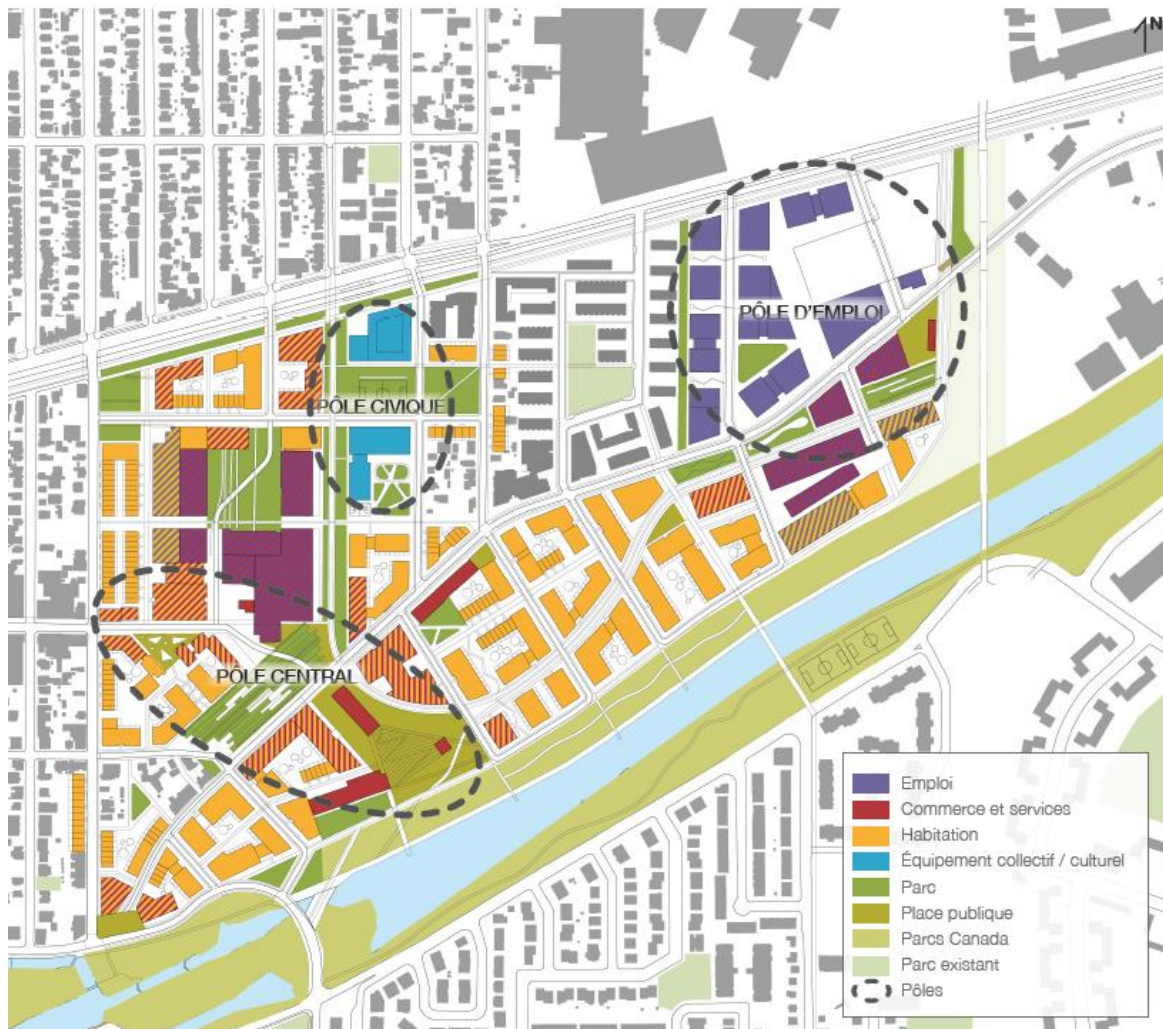 N
PÔLE D'EMPLOI
PÔLE CIVIQUE
PÔLE CENTRAL
Emploi
Commerce et services
Habitation
Équipement collectif / culturel
Parc
Place publique
Parcs Canada
Parc existant
Pôles